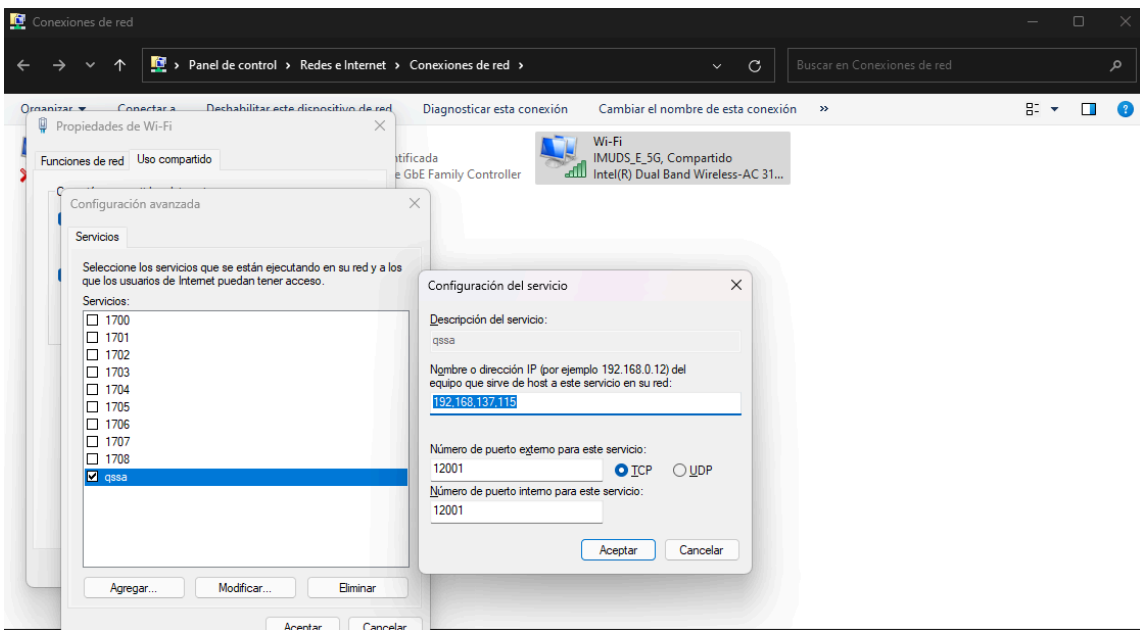 Conexiones de red
Panel de control > Redes e Internet > Conexiones de red >
Buscar en Conexiones de red
Organizar Conectar a Deshabilitar este dispositivo de red Diagnosticar esta conexión Cambiar el nombre de esta conexión »
Propiedades de Wi-Fi
Funciones de red Uso compartido
GbE Family Controller
Wi-Fi
IMUDS_E_5G, Compartido
Intel(R) Dual Band Wireless-AC 31...
Configuración avanzada
Servicios
Seleccione los servicios que se están ejecutando en su red y a los
que los usuarios de Internet puedan tener acceso.
Servicios:
1700
1701
1702
1703
1704
1705
1706
1707
1708
qssa
Agregar...
Modificar...
Eliminar
Aceptar
Cancelar
Configuración del servicio
Descripción del servicio:
qssa
Nombre o dirección IP (por ejemplo 192.168.0.12) del
equipo que sirve de host a este servicio en su red:
192,168,137,115
Número de puerto externo para este servicio:
12001
TCP
UDP
Número de puerto interno para este servicio:
12001
Aceptar
Cancelar